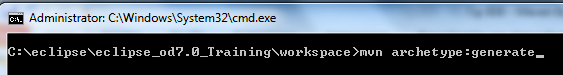 Administrator: C:\Windows\System32\cmd.exe
C:\eclipse\eclipse_od7.0_Training\workspace>mvn archetype:generate_